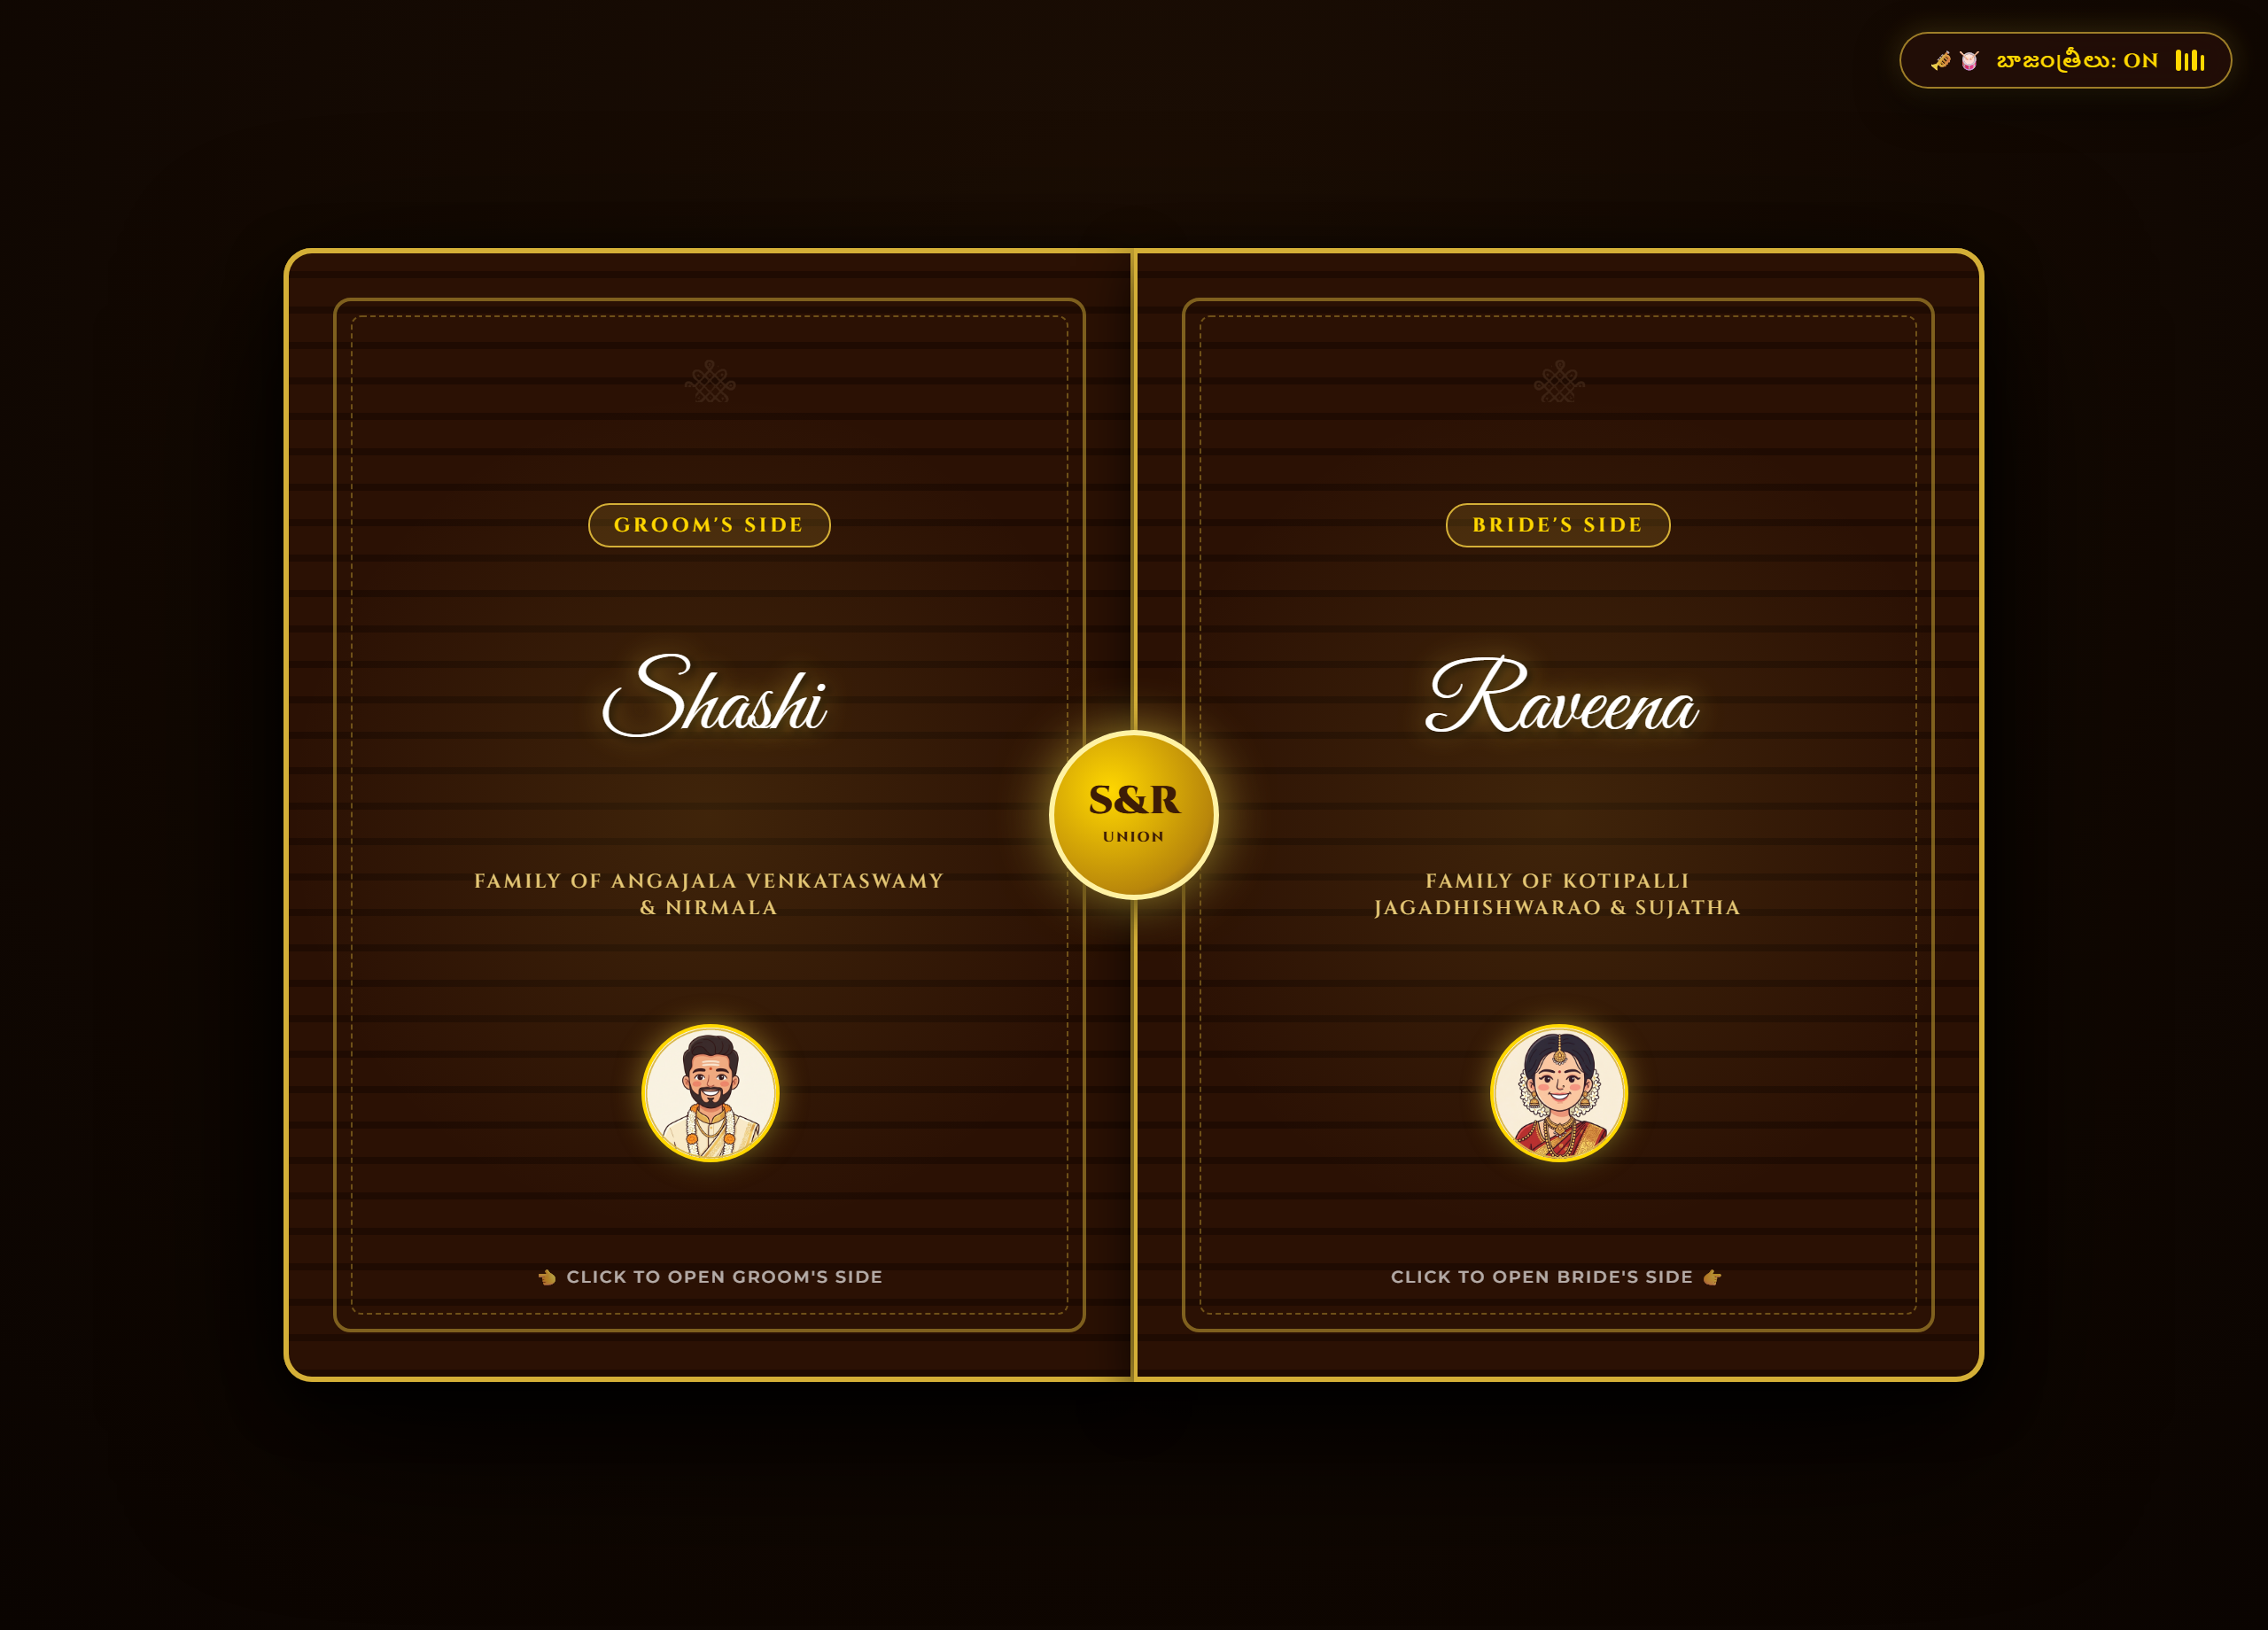 బాజంత్రీలు: ON
GROOM'S SIDE
Shashi
FAMILY OF ANGAJALA VENKATASWAMY
& NIRMALA
CLICK TO OPEN GROOM'S SIDE
S&R
UNION
BRIDE'S SIDE
Raveena
FAMILY OF KOTIPALLI
JAGADHISHWARAO & SUJATHA
CLICK TO OPEN BRIDE'S SIDE